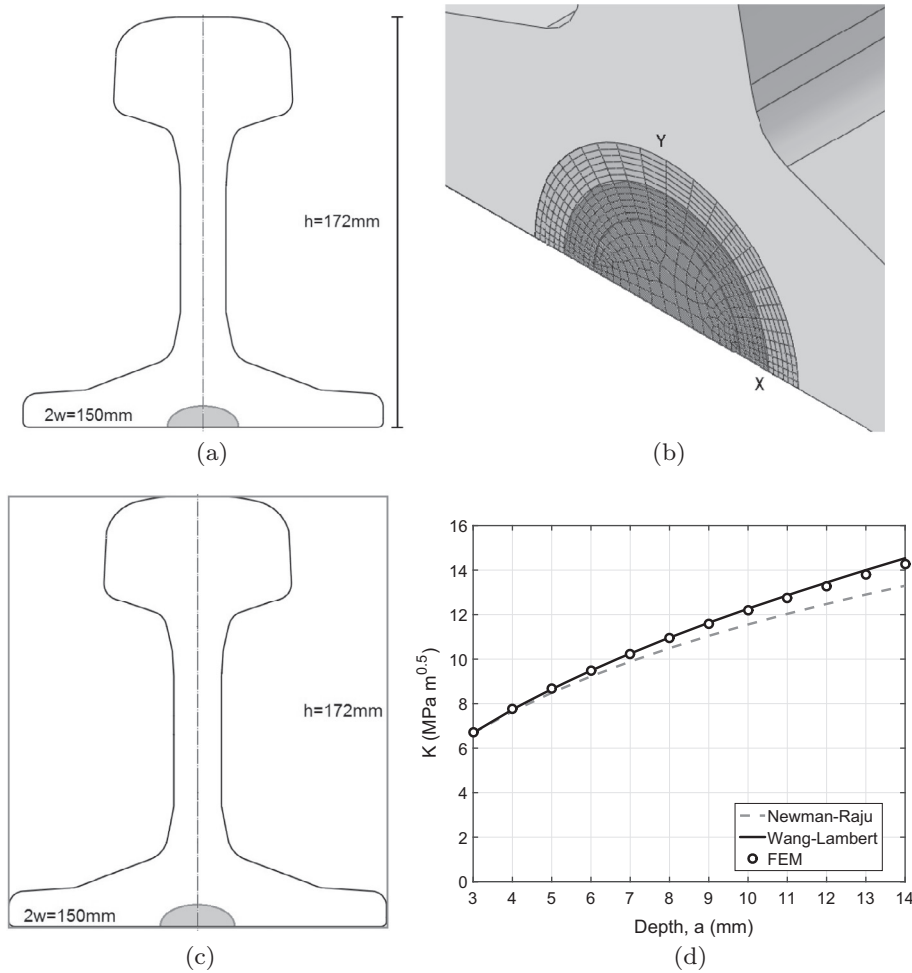 h=172mm
2w=150mm
(a)
Y
X
(b)
h=172mm
2w=150mm
(c)
16
14
12
10
8
6
4
2
0
K (MPa m^0.5)
Newman-Raju
Wang-Lambert
FEM
3 4 5 6 7 8 9 10 11 12 13 14
Depth, a (mm)
(d)